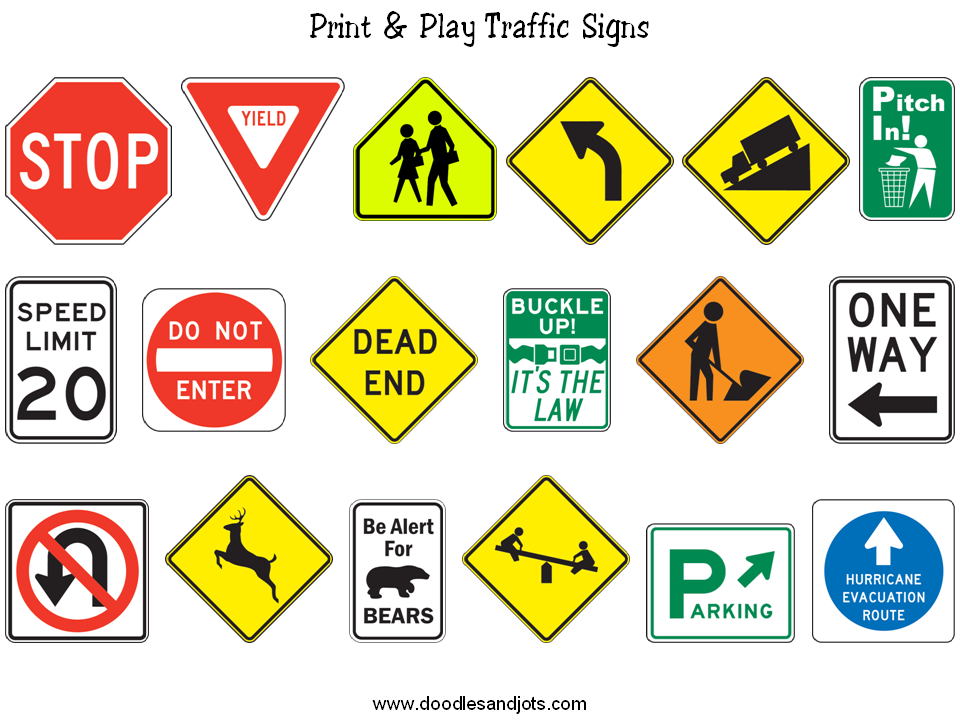 Print & Play Traffic Signs
STOP
YIELD
Pitch
In!
SPEED
LIMIT
20
DO NOT
ENTER
DEAD
END
BUCKLE
UP!
IT'S THE
LAW
ONE
WAY
Be Alert
For
BEARS
PARKING
HURRICANE
EVACUATION
ROUTE
www.doodlesandjots.com